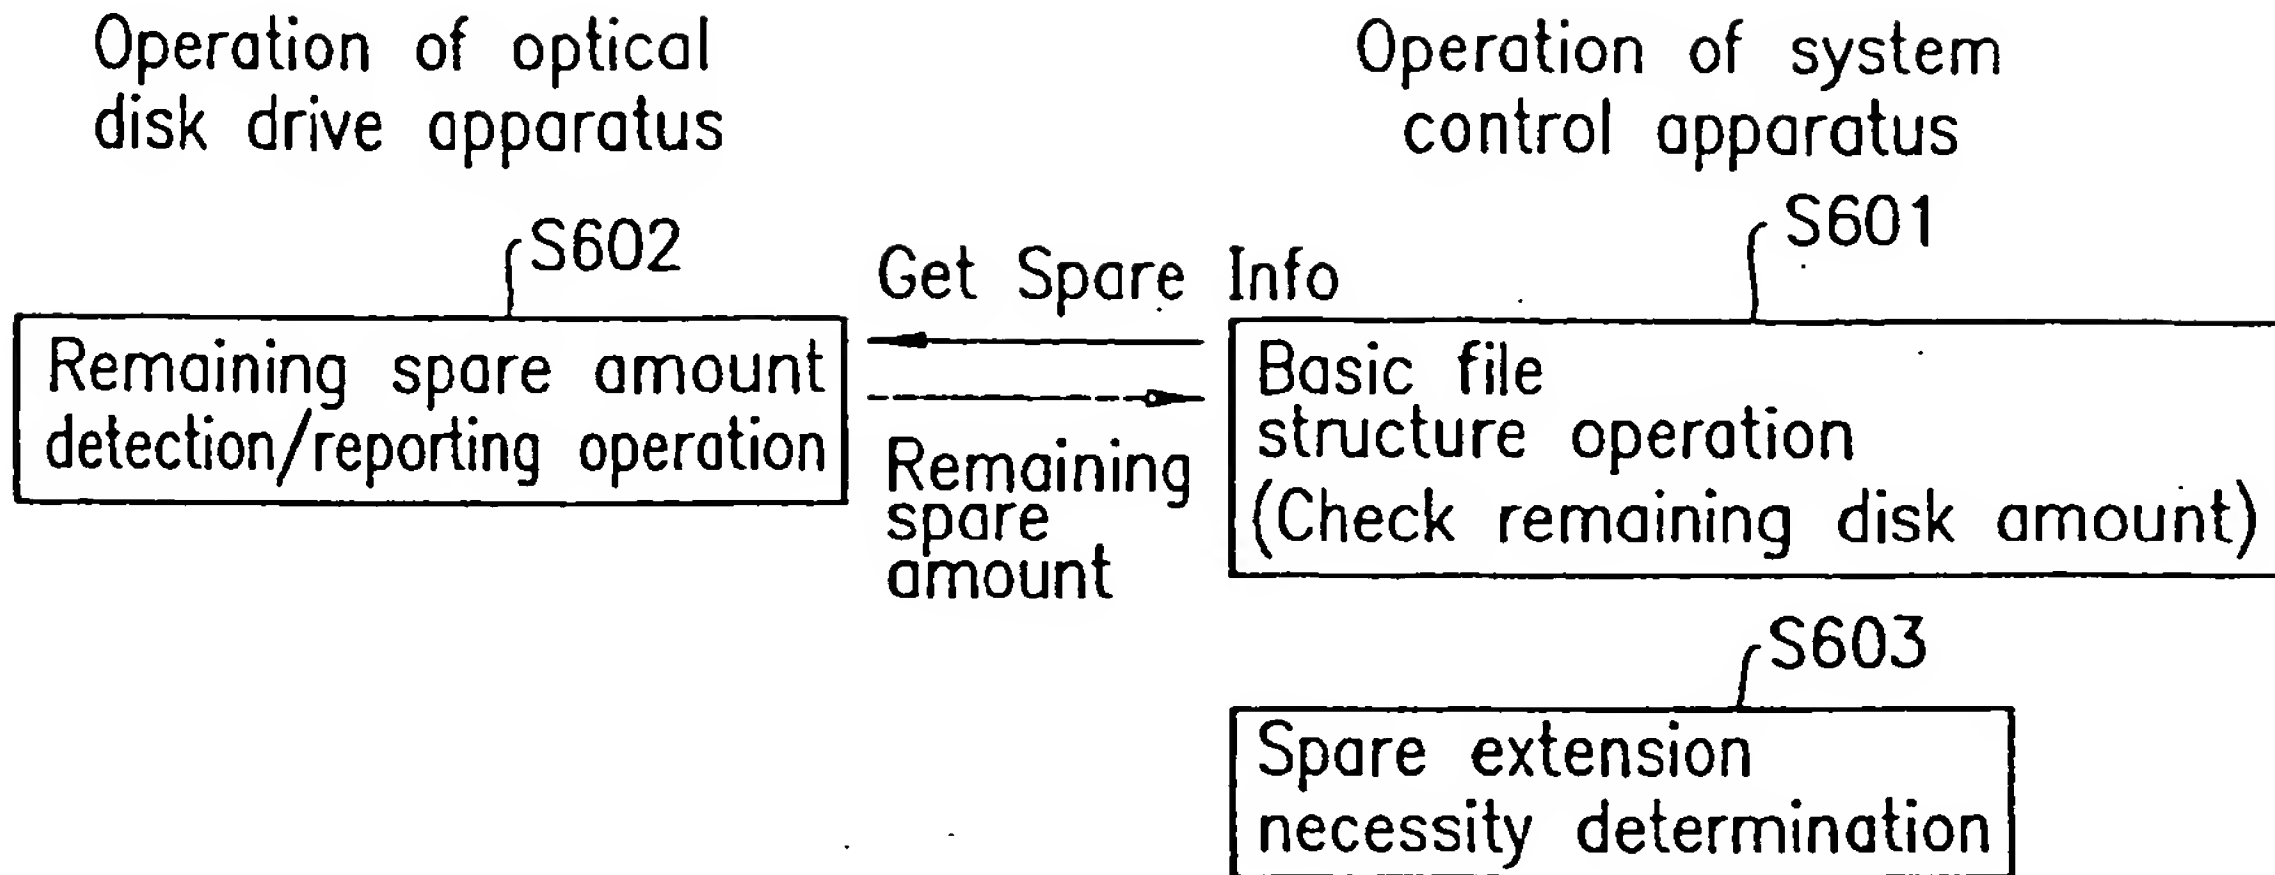 Operation of optical
disk drive apparatus
Operation of system
control apparatus
S602
S601
Get Spare Info
Remaining spare amount
detection/reporting operation
Remaining
spare
amount
Basic file
structure operation
(Check remaining disk amount)
S603
Spare extension
necessity determination